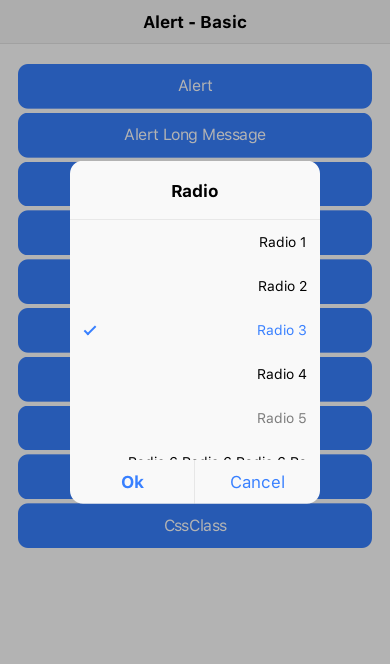 Alert - Basic
Alert
Alert Long Message
Radio
Radio 1
Radio 2
Radio 3
Radio 4
Radio 5
Radio 6 Radio 6 Radio 6 Ra
Ok
Cancel
CssClass